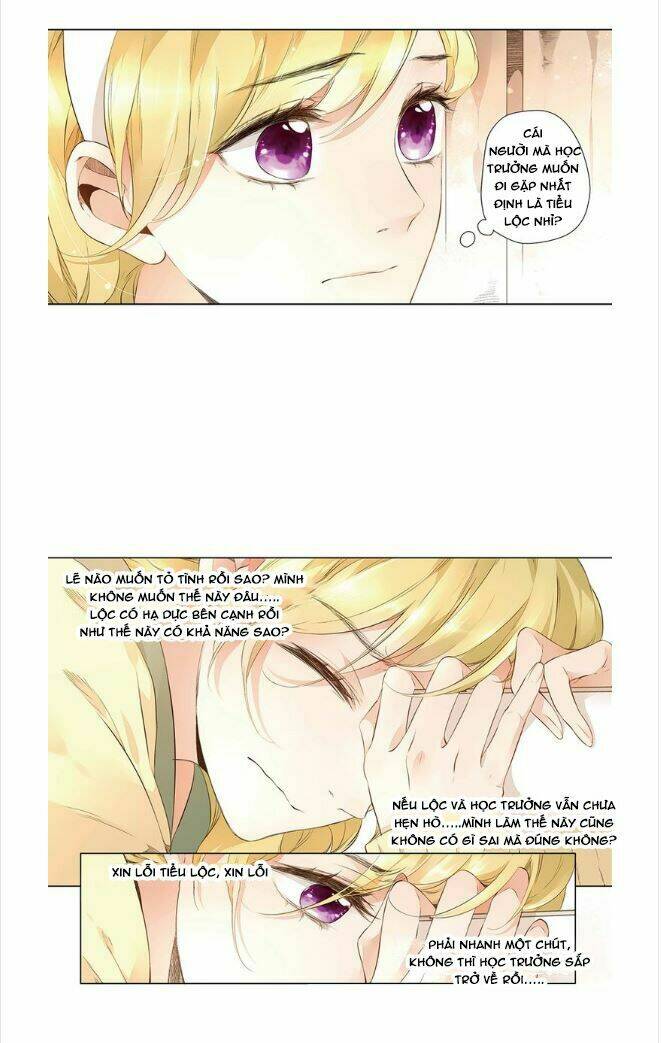 CÁI
NGƯỜI MÀ HỌC
TRƯỞNG MUỐN
ĐI GẶP NHẤT
ĐỊNH LÀ TIỂU
LỘC NHỈ?
LẼ NÀO MUỐN TỎ TÌNH RỒI SAO? MÌNH
KHÔNG MUỐN THẾ NÀY ĐÂU.....
LỘC CÓ HẠ DỰC BÊN CẠNH RỒI
NHƯ THẾ NÀY CÓ KHẢ NĂNG SAO?
NẾU LỘC VÀ HỌC TRƯỞNG VẪN CHƯA
HẸN HÒ.....MÌNH LÀM THẾ NÀY CŨNG
KHÔNG CÓ GÌ SAI MÀ ĐÚNG KHÔNG?
XIN LỖI TIỂU LỘC, XIN LỖI
PHẢI NHANH MỘT CHÚT,
KHÔNG THÌ HỌC TRƯỞNG SẮP
TRỞ VỀ RỒI.....